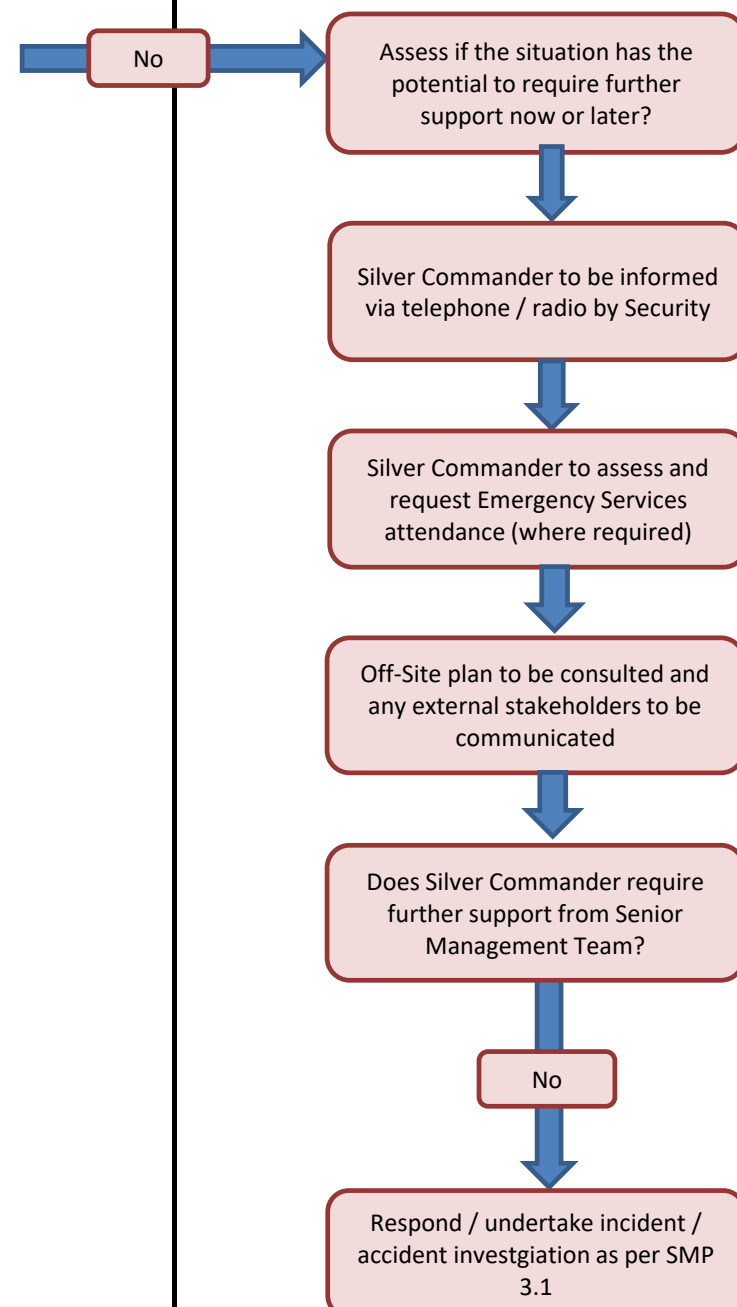 No
Assess if the situation has the
potential to require further
support now or later?
Silver Commander to be informed
via telephone / radio by Security
Silver Commander to assess and
request Emergency Services
attendance (where required)
Off-Site plan to be consulted and
any external stakeholders to be
communicated
Does Silver Commander require
further support from Senior
Management Team?
No
Respond / undertake incident /
accident investgiation as per SMP
3.1